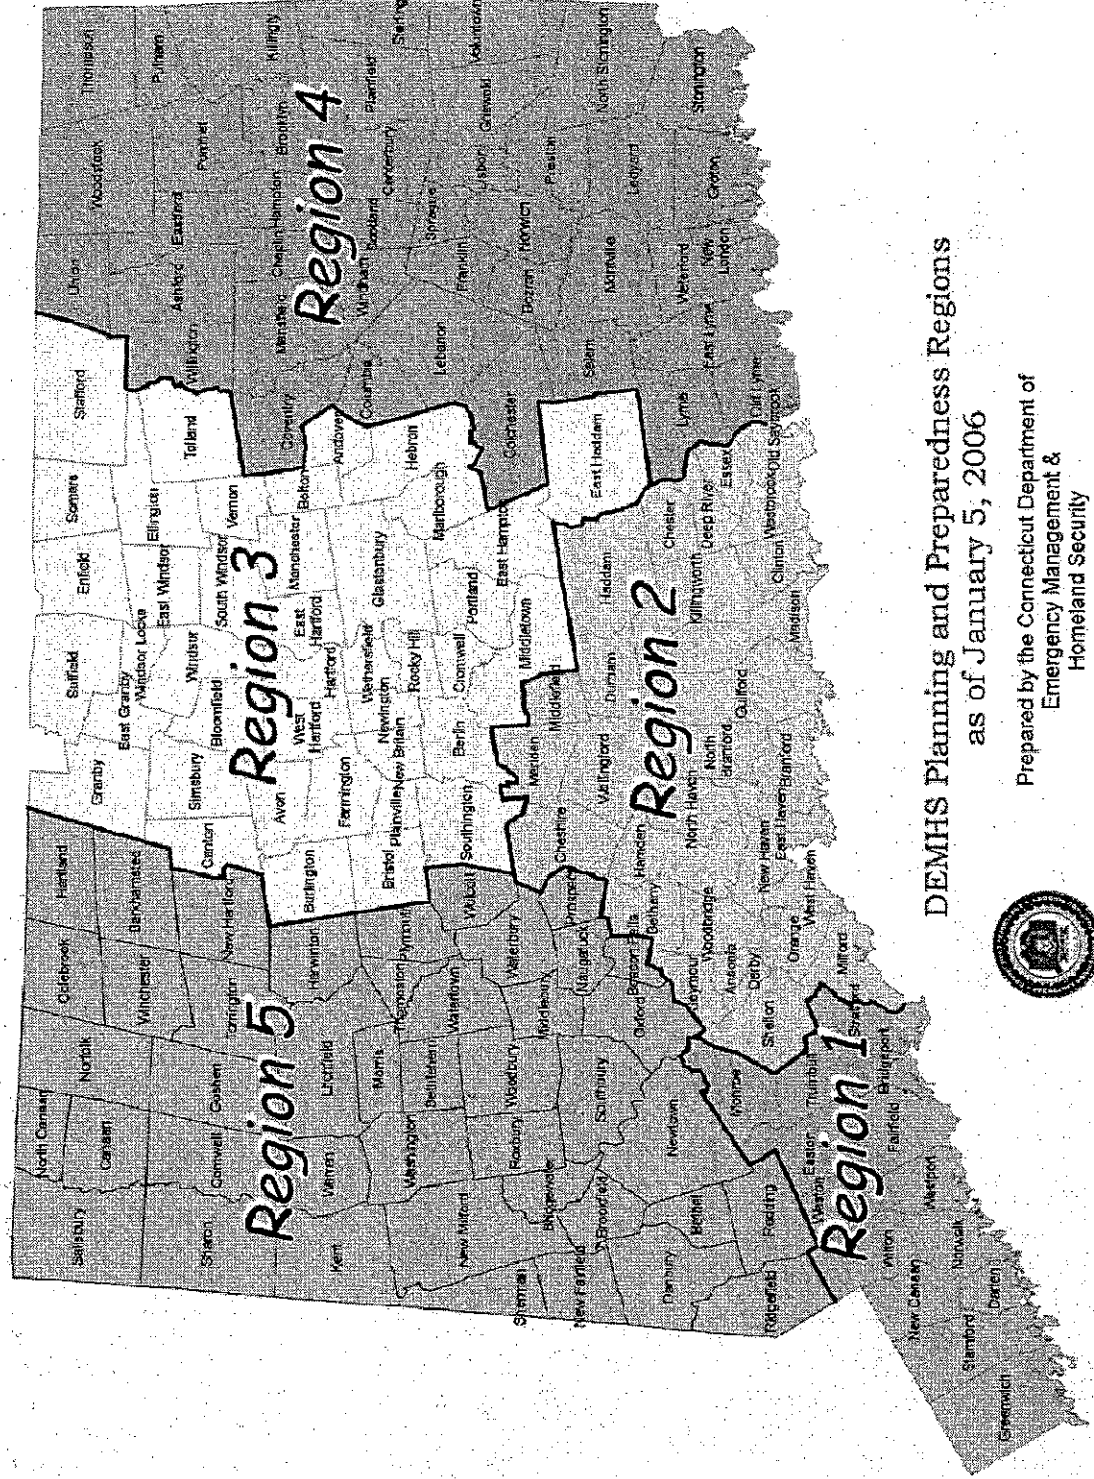 North Canaan
Salisbury
Canaan
Norfolk
Colebrook
Hartland
Sharon
Cornwall
Goshen
Winchester
Barkhamsted
Torrington
New Hartford
Region 5
Kent
Warren
Litchfield
Harwinton
Morris
Washington
Bethlehem
Thomaston
Plymouth
Watertown
Wolcott
New Milford
Roxbury
Woodbury
Waterbury
Middlebury
Naugatuck
Sherman
Bridgewater
New Fairfield
Brookfield
Southbury
Oxford
Beacon Falls
Danbury
Bethel
Newtown
Ridgefield
Redding
Granby
Suffield
Enfield
Somers
Stafford
East Granby
Windsor Locks
East Windsor
Ellington
Canton
Simsbury
Bloomfield
Windsor
South Windsor
Vernon
Tolland
Region 3
Avon
West
Hartford
Hartford
East
Hartford
Manchester
Bolton
Andover
Burlington
Farmington
Bristol
Plainville
New Britain
Newington
Wethersfield
Rocky Hill
Glastonbury
Hebron
Marlborough
Southington
Berlin
Cromwell
Portland
East Hampton
Middletown
East Haddam
Union
Woodstock
Thompson
Willington
Ashford
Eastford
Pomfret
Putnam
Mansfield
Chaplin
Hampton
Brooklyn
Killingly
Region 4
Coventry
Columbia
Windham
Scotland
Canterbury
Plainfield
Sterling
Lebanon
Franklin
Sprague
Lisbon
Griswold
Voluntown
Colchester
Bozrah
Norwich
Preston
North Stonington
Salem
Montville
Ledyard
Lyme
East Lyme
Waterford
New
London
Groton
Stonington
Old Lyme
Meriden
Middlefield
Cheshire
Wallingford
Durham
Haddam
Region 2
Chester
Hamden
North Haven
North
Branford
Killingworth
Deep River
Essex
Bethany
Woodbridge
Seymour
Ansonia
Derby
New Haven
East Haven
Branford
Guilford
Madison
Clinton
Westbrook
Old Saybrook
Shelton
Orange
West Haven
Milford
Monroe
Trumbull
Stratford
Bridgeport
Easton
Weston
Fairfield
Region 1
Wilton
Westport
New Canaan
Norwalk
Stamford
Darien
Greenwich
DEMHS Planning and Preparedness Regions
as of January 5, 2006
Prepared by the Connecticut Department of
Emergency Management &
Homeland Security